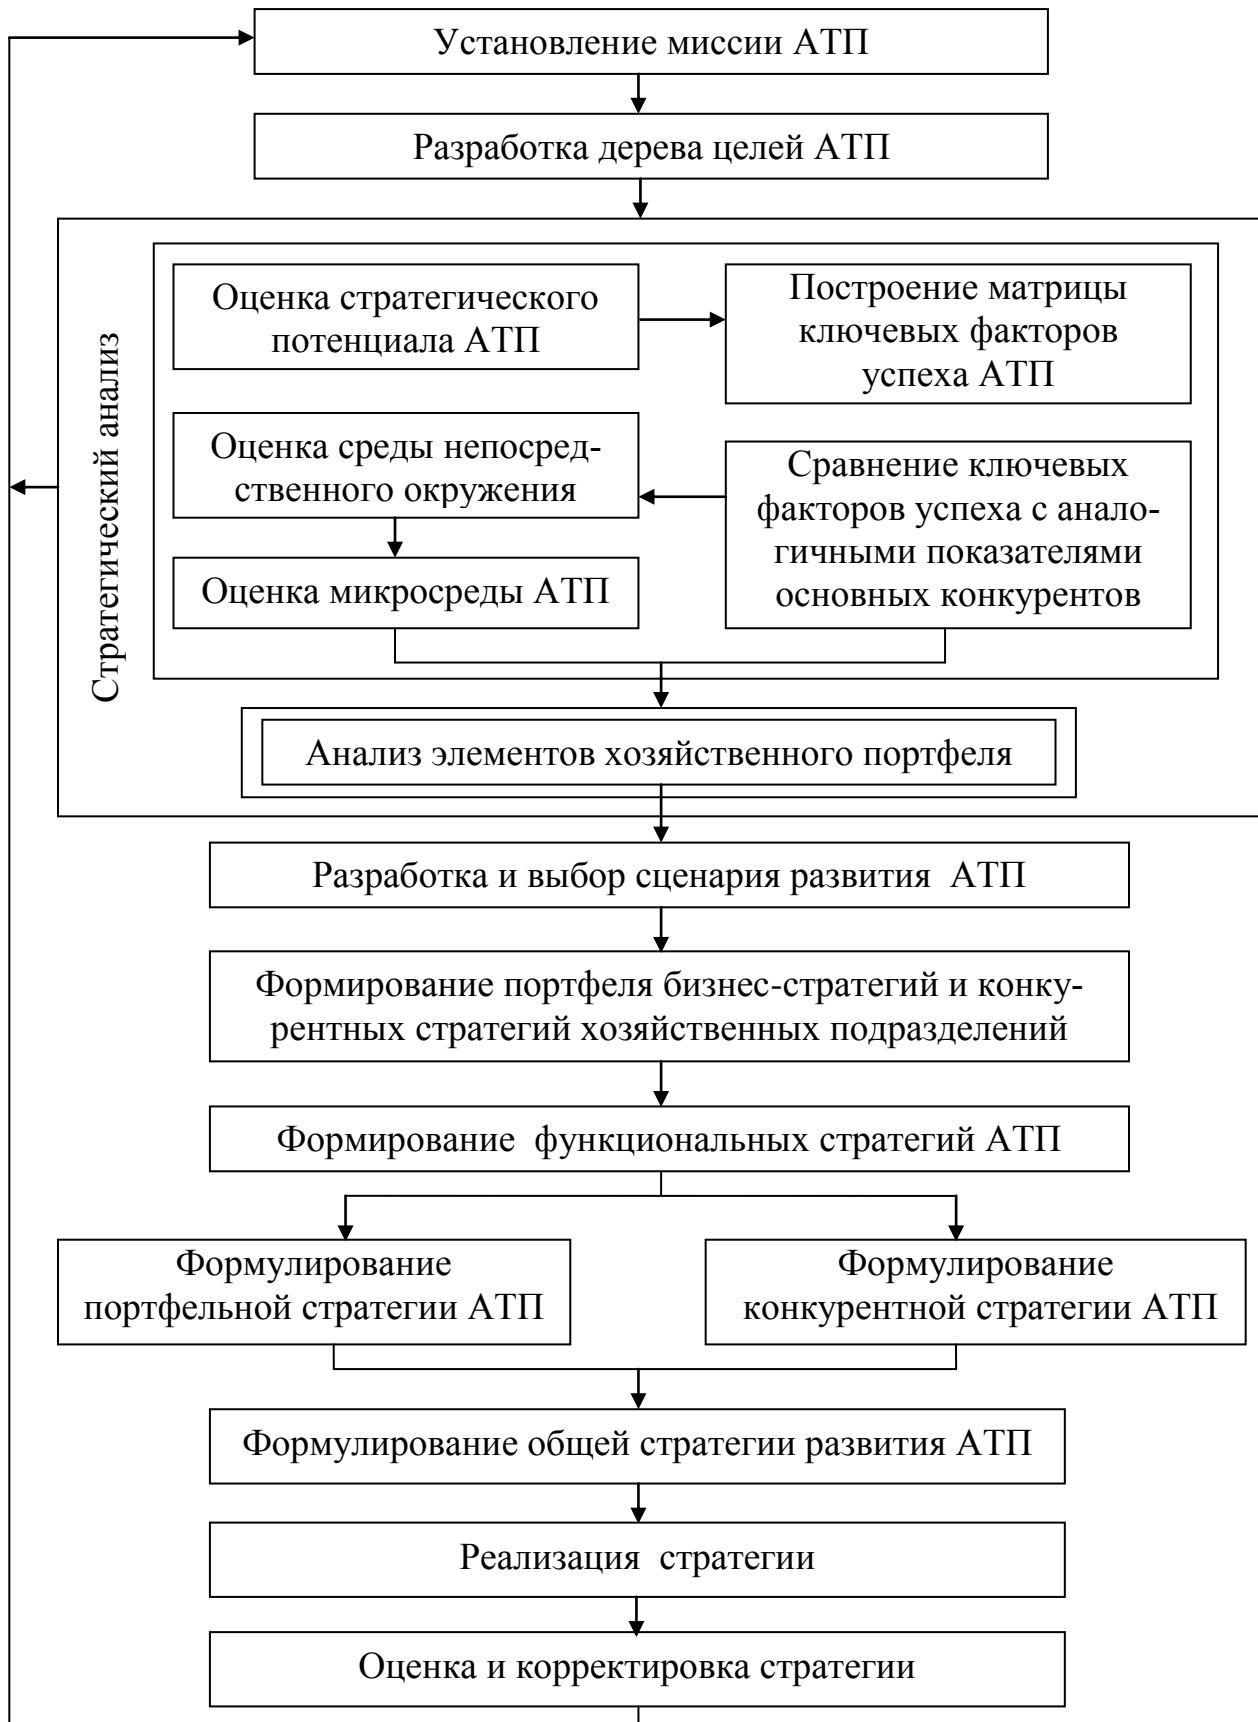 Установление миссии АТП
Разработка дерева целей АТП
Стратегический анализ
Оценка стратегического
потенциала АТП
Построение матрицы
ключевых факторов
успеха АТП
Оценка среды непосред-
ственного окружения
Сравнение ключевых
факторов успеха с анало-
гичными показателями
основных конкурентов
Оценка микросреды АТП
Анализ элементов хозяйственного портфеля
Разработка и выбор сценария развития АТП
Формирование портфеля бизнес-стратегий и конку-
рентных стратегий хозяйственных подразделений
Формирование функциональных стратегий АТП
Формулирование
портфельной стратегии АТП
Формулирование
конкурентной стратегии АТП
Формулирование общей стратегии развития АТП
Реализация стратегии
Оценка и корректировка стратегии